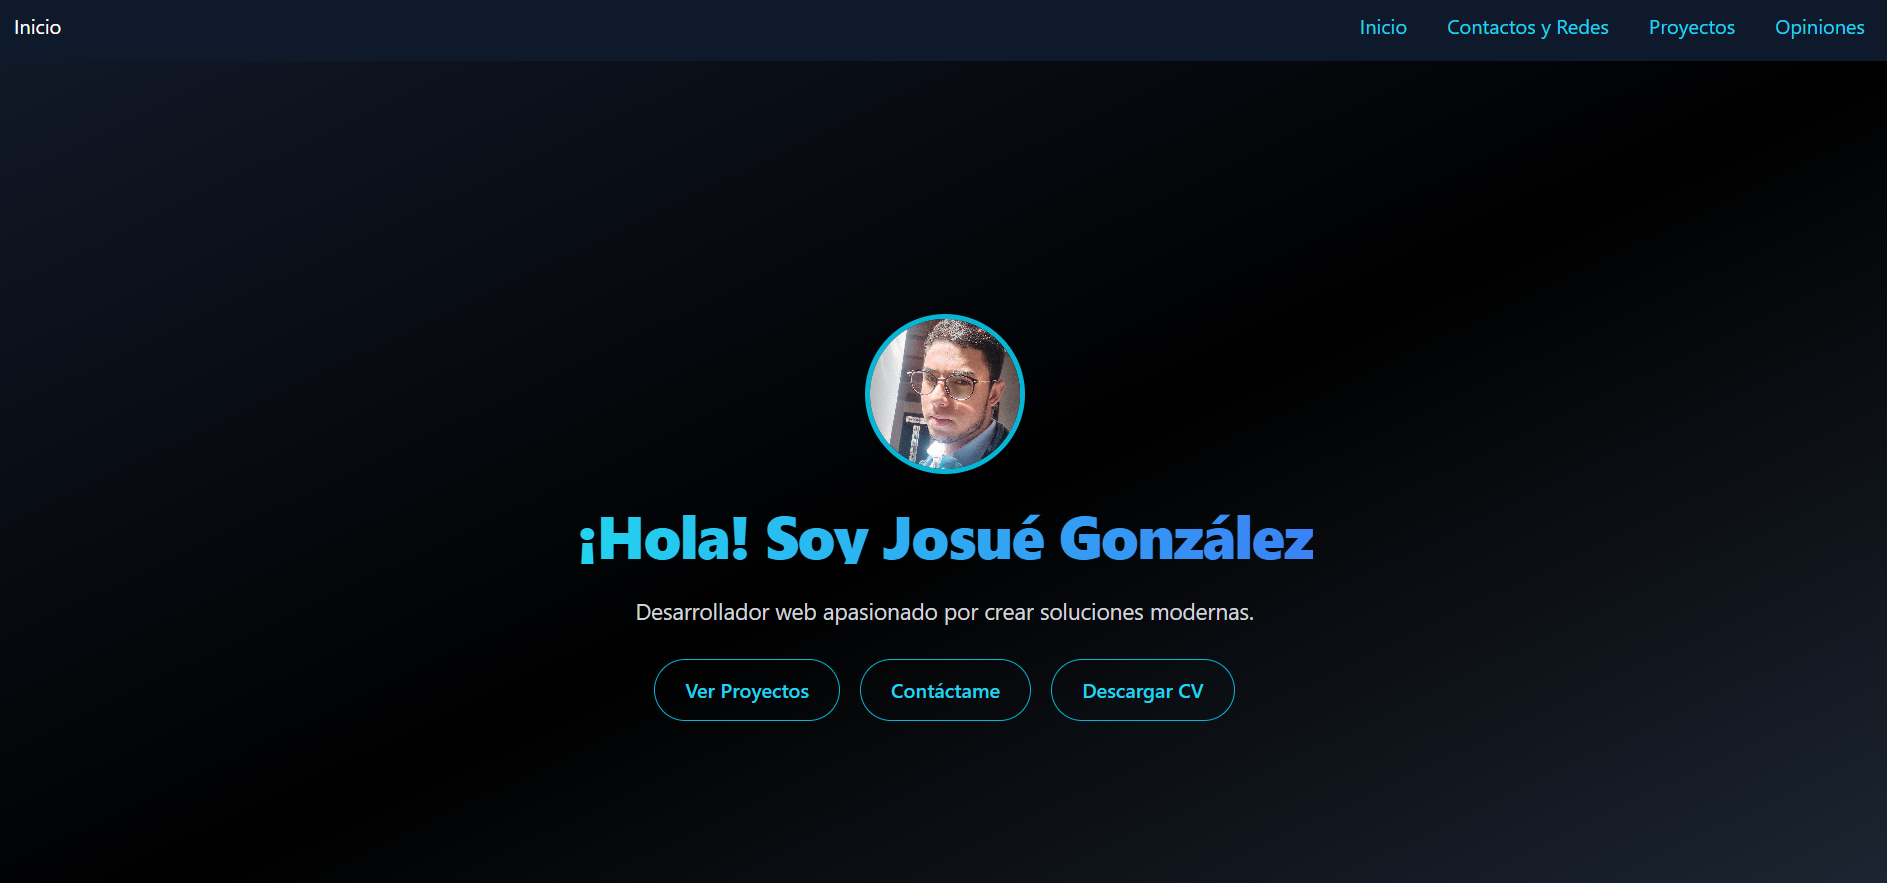 Inicio
Inicio Contactos y Redes Proyectos Opiniones
¡Hola! Soy Josué González
Desarrollador web apasionado por crear soluciones modernas.
Ver Proyectos Contáctame Descargar CV